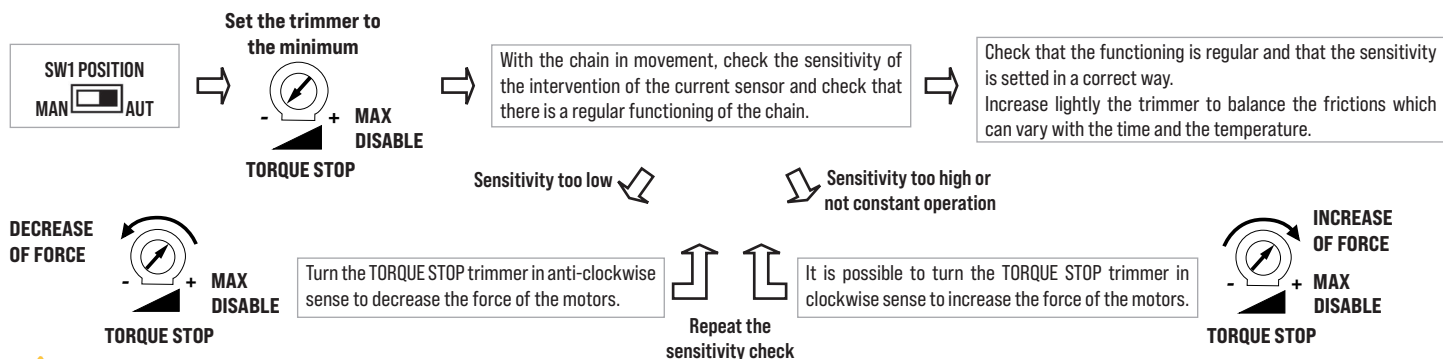 Set the trimmer to
the minimum
SW1 POSITION
MAN AUT
- + MAX
DISABLE
TORQUE STOP
With the chain in movement, check the sensitivity of
the intervention of the current sensor and check that
there is a regular functioning of the chain.
Check that the functioning is regular and that the sensitivity
is setted in a correct way.
Increase lightly the trimmer to balance the frictions which
can vary with the time and the temperature.
Sensitivity too low
Sensitivity too high or
not constant operation
DECREASE
OF FORCE
- + MAX
DISABLE
TORQUE STOP
Turn the TORQUE STOP trimmer in anti-clockwise
sense to decrease the force of the motors.
Repeat the
sensitivity check
It is possible to turn the TORQUE STOP trimmer in
clockwise sense to increase the force of the motors.
INCREASE
OF FORCE
- + MAX
DISABLE
TORQUE STOP